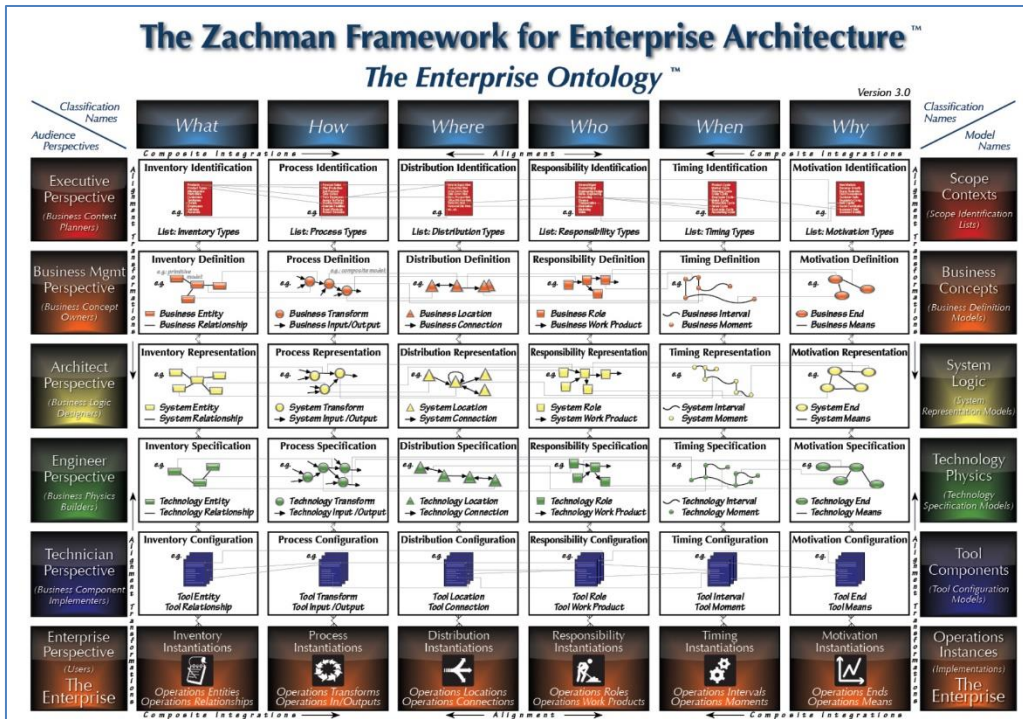 The Zachman Framework for Enterprise Architecture ™
The Enterprise Ontology ™
Version 3.0
Classification Names
Audience Perspectives
What
How
Where
Who
When
Why
Classification Names
Model Names
Composite Integrations
Alignment
Composite Integrations
Alignment
Transformations
Alignment
Transformations
Executive Perspective
(Business Context Planners)
Inventory Identification
e.g.
List: Inventory Types
Process Identification
e.g.
List: Process Types
Distribution Identification
e.g.
List: Distribution Types
Responsibility Identification
e.g.
List: Responsibility Types
Timing Identification
e.g.
List: Timing Types
Motivation Identification
e.g.
List: Motivation Types
Scope Contexts
(Scope Identification Lists)
Business Mgmt Perspective
(Business Concept Owners)
Inventory Definition
e.g.: primitive model
e.g.
Business Entity
Business Relationship
Process Definition
e.g.: composite model
e.g.
Business Transform
Business Input/Output
Distribution Definition
e.g.
Business Location
Business Connection
Responsibility Definition
e.g.
Business Role
Business Work Product
Timing Definition
e.g.
Business Interval
Business Moment
Motivation Definition
e.g.
Business End
Business Means
Business Concepts
(Business Definition Models)
Architect Perspective
(Business Logic Designers)
Inventory Representation
e.g.
System Entity
System Relationship
Process Representation
e.g.
System Transform
System Input /Output
Distribution Representation
e.g.
System Location
System Connection
Responsibility Representation
e.g.
System Role
System Work Product
Timing Representation
e.g.
System Interval
System Moment
Motivation Representation
e.g.
System End
System Means
System Logic
(System Representation Models)
Engineer Perspective
(Business Physics Builders)
Inventory Specification
e.g.
Technology Entity
Technology Relationship
Process Specification
e.g.
Technology Transform
Technology Input /Output
Distribution Specification
e.g.
Technology Location
Technology Connection
Responsibility Specification
e.g.
Technology Role
Technology Work Product
Timing Specification
e.g.
Technology Interval
Technology Moment
Motivation Specification
e.g.
Technology End
Technology Means
Technology Physics
(Technology Specification Models)
Technician Perspective
(Business Component Implementers)
Inventory Configuration
e.g.
Tool Entity
Tool Relationship
Process Configuration
e.g.
Tool Transform
Tool Input /Output
Distribution Configuration
e.g.
Tool Location
Tool Connection
Responsibility Configuration
e.g.
Tool Role
Tool Work Product
Timing Configuration
e.g.
Tool Interval
Tool Moment
Motivation Configuration
e.g.
Tool End
Tool Means
Tool Components
(Tool Configuration Models)
Alignment
Transformations
Alignment
Transformations
Enterprise Perspective
(Users)
The Enterprise
Inventory Instantiations
Operations Entities
Operations Relationships
Process Instantiations
Operations Transforms
Operations In/Outputs
Distribution Instantiations
Operations Locations
Operations Connections
Responsibility Instantiations
Operations Roles
Operations Work Products
Timing Instantiations
Operations Intervals
Operations Moments
Motivation Instantiations
Operations Ends
Operations Means
Operations Instances
(Implementations)
The Enterprise
Composite Integrations
Alignment
Composite Integrations